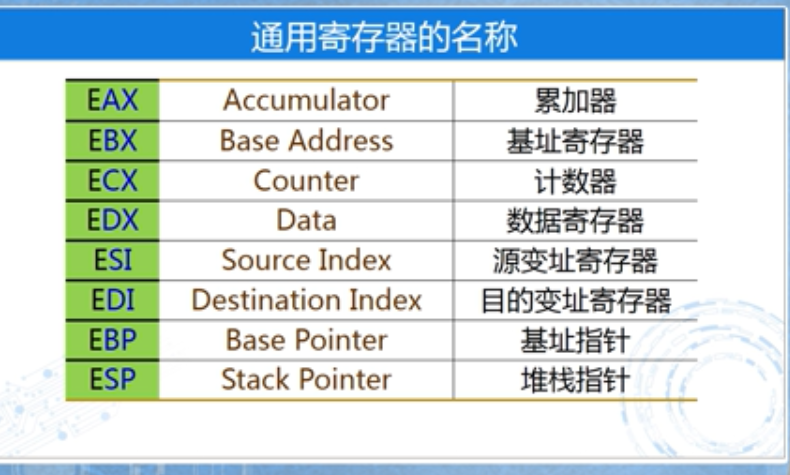 通用寄存器的名称
EAX Accumulator 累加器
EBX Base Address 基址寄存器
ECX Counter 计数器
EDX Data 数据寄存器
ESI Source Index 源变址寄存器
EDI Destination Index 目的变址寄存器
EBP Base Pointer 基址指针
ESP Stack Pointer 堆栈指针